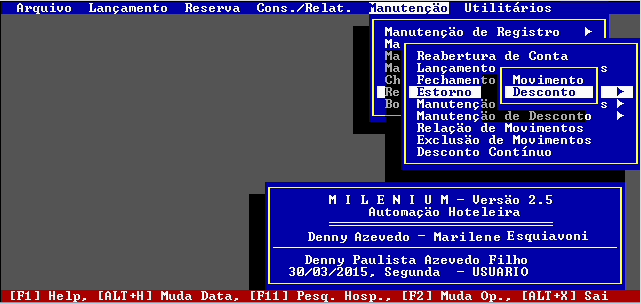 Arquivo Lançamento Reserva Cons./Relat. Manutenção Utilitários
Manutenção de Registro
Ma
Ma
Ma
Ch
Re
Bo
Reabertura de Conta
Lançamento s
Fechamento
Estorno
Manutenção s
Manutenção de Desconto
Relação de Movimentos
Exclusão de Movimentos
Desconto Contínuo
Movimento
Desconto
M I L E N I U M - Versão 2.5
Automação Hoteleira
Denny Azevedo - Marilene Esquiavoni
Denny Paulista Azevedo Filho
30/03/2015, Segunda - USUARIO
[F1] Help, [ALT+H] Muda Data, [F11] Pesq. Hosp., [F2] Muda Op., [ALT+X] Sai